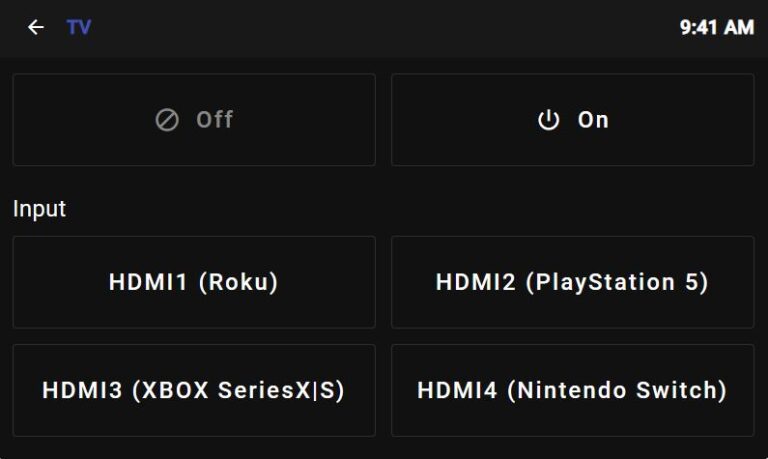 TV
9:41 AM
Off
On
Input
HDMI1 (Roku)
HDMI2 (PlayStation 5)
HDMI3 (XBOX SeriesX|S)
HDMI4 (Nintendo Switch)